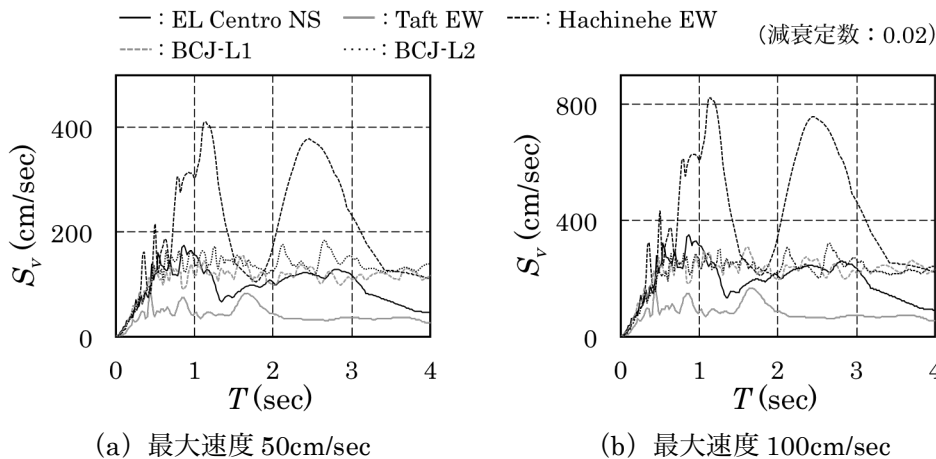 : EL Centro NS : Taft EW : Hachinehe EW
: BCJ-L1 : BCJ-L2 (減衰定数：0.02)
400
200
0
Sv (cm/sec)
0 1 2 3 4
T (sec)
(a) 最大速度 50cm/sec
800
400
0
Sv (cm/sec)
0 1 2 3 4
T (sec)
(b) 最大速度 100cm/sec